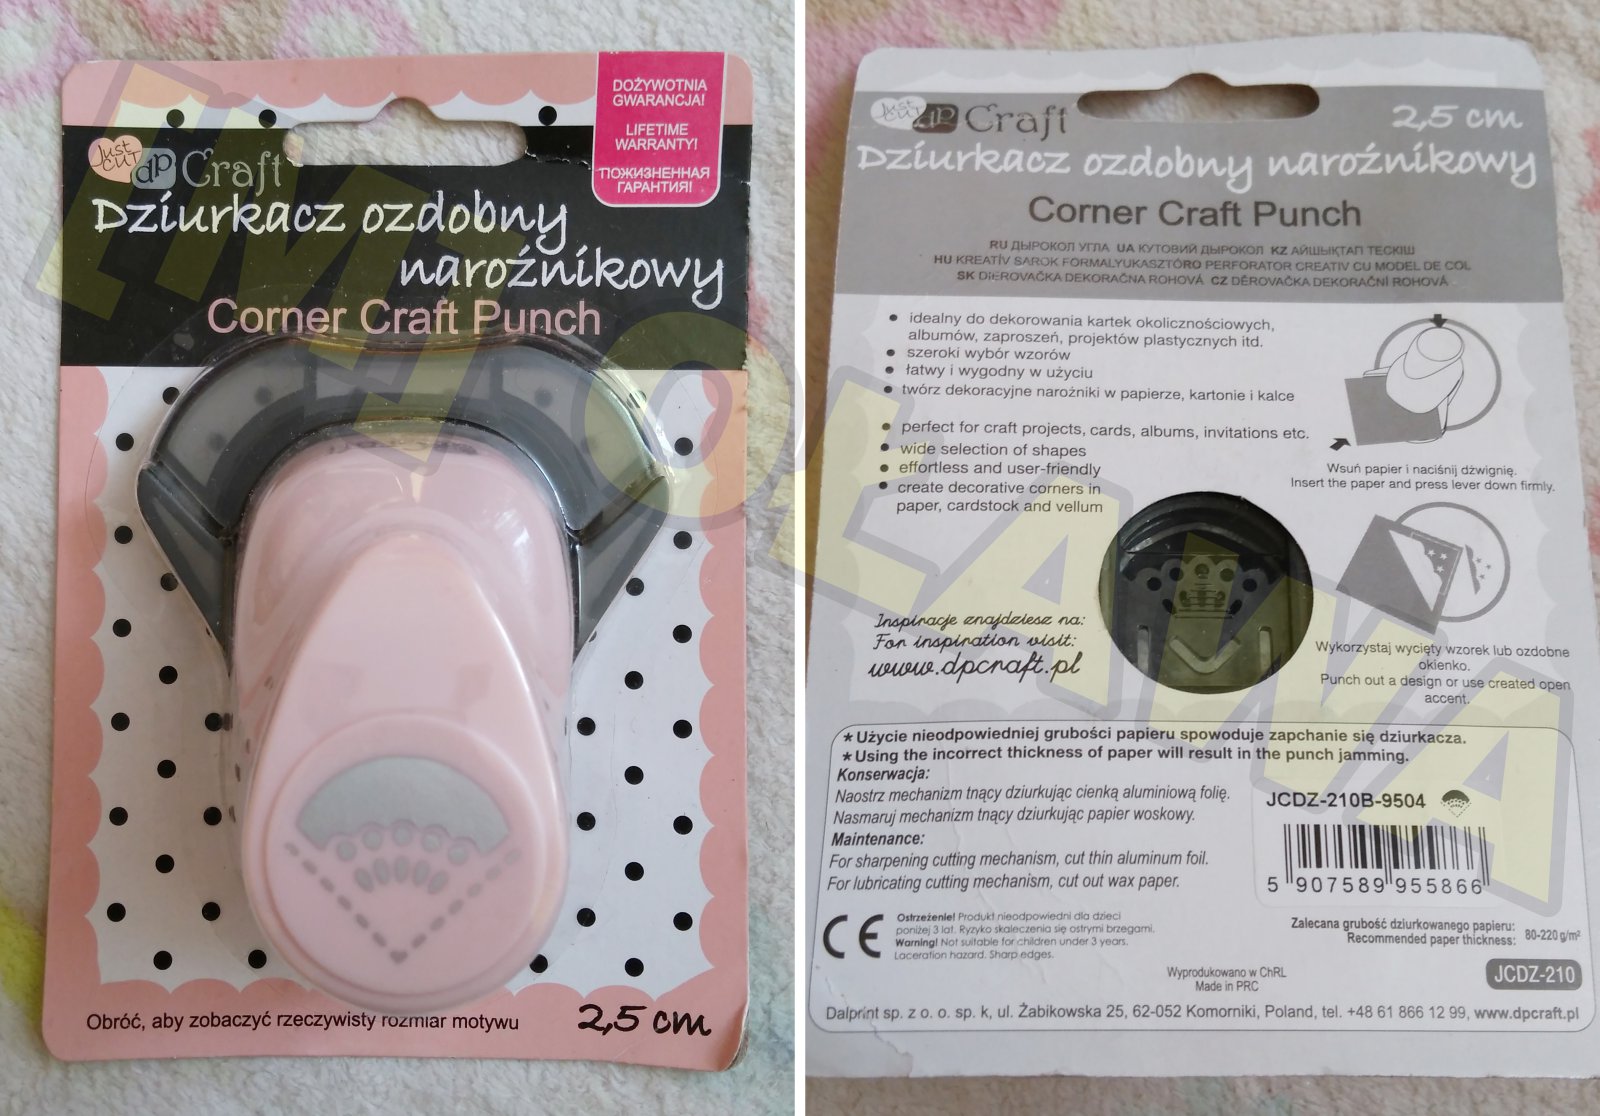 DOŻYWOTNIA
GWARANCJA!
LIFETIME
WARRANTY!
ПОЖИЗНЕННАЯ
ГАРАНТИЯ!
Just
CUT
dp Craft
Dziurkacz ozdobny
narożnikowy
Corner Craft Punch
Obróć, aby zobaczyć rzeczywisty rozmiar motywu
2,5 cm
Just
CUT
dp Craft
2,5 cm
Dziurkacz ozdobny narożnikowy
Corner Craft Punch
RU ДЫРОКОЛ УГЛА UA КУТОВИЙ ДЫРОКОЛ KZ АЙШЫҚТАП ТЕСКІШ
HU KREATÍV SAROK FORMALYUKASZTÓ RO PERFORATOR CREATIV CU MODEL DE COL
SK DIEROVAČKA DEKORAČNA ROHOVÁ CZ DĚROVAČKA DEKORAČNÍ ROHOVÁ
• idealny do dekorowania kartek okolicznościowych,
albumów, zaproszeń, projektów plastycznych itd.
• szeroki wybór wzorów
• łatwy i wygodny w użyciu
• twórz dekoracyjne narożniki w papierze, kartonie i kalce
• perfect for craft projects, cards, albums, invitations etc.
• wide selection of shapes
• effortless and user-friendly
• create decorative corners in
paper, cardstock and vellum
Wsuń papier i naciśnij dźwignię.
Insert the paper and press lever down firmly.
Inspiracje znajdziesz na:
For inspiration visit:
www.dpcraft.pl
Wykorzystaj wycięty wzorek lub ozdobne
okienko.
Punch out a design or use created open
accent.
* Użycie nieodpowiedniej grubości papieru spowoduje zapchanie się dziurkacza.
* Using the incorrect thickness of paper will result in the punch jamming.
Konserwacja:
Naostrz mechanizm tnący dziurkując cienką aluminiową folię.
Nasmaruj mechanizm tnący dziurkując papier woskowy.
Maintenance:
For sharpening cutting mechanism, cut thin aluminum foil.
For lubricating cutting mechanism, cut out wax paper.
JCDZ-210B-9504
5 907589 955866
CE
Ostrzeżenie! Produkt nieodpowiedni dla dzieci
poniżej 3 lat. Ryzyko skaleczenia się ostrymi brzegami.
Warning! Not suitable for children under 3 years.
Laceration hazard. Sharp edges.
Zalecana grubość dziurkowanego papieru:
Recommended paper thickness: 80-220 g/m²
Wyprodukowano w ChRL
Made in PRC
JCDZ-210
Dalprint sp. z o. o. sp. k, ul. Żabikowska 25, 62-052 Komorniki, Poland, tel. +48 61 866 12 99, www.dpcraft.pl